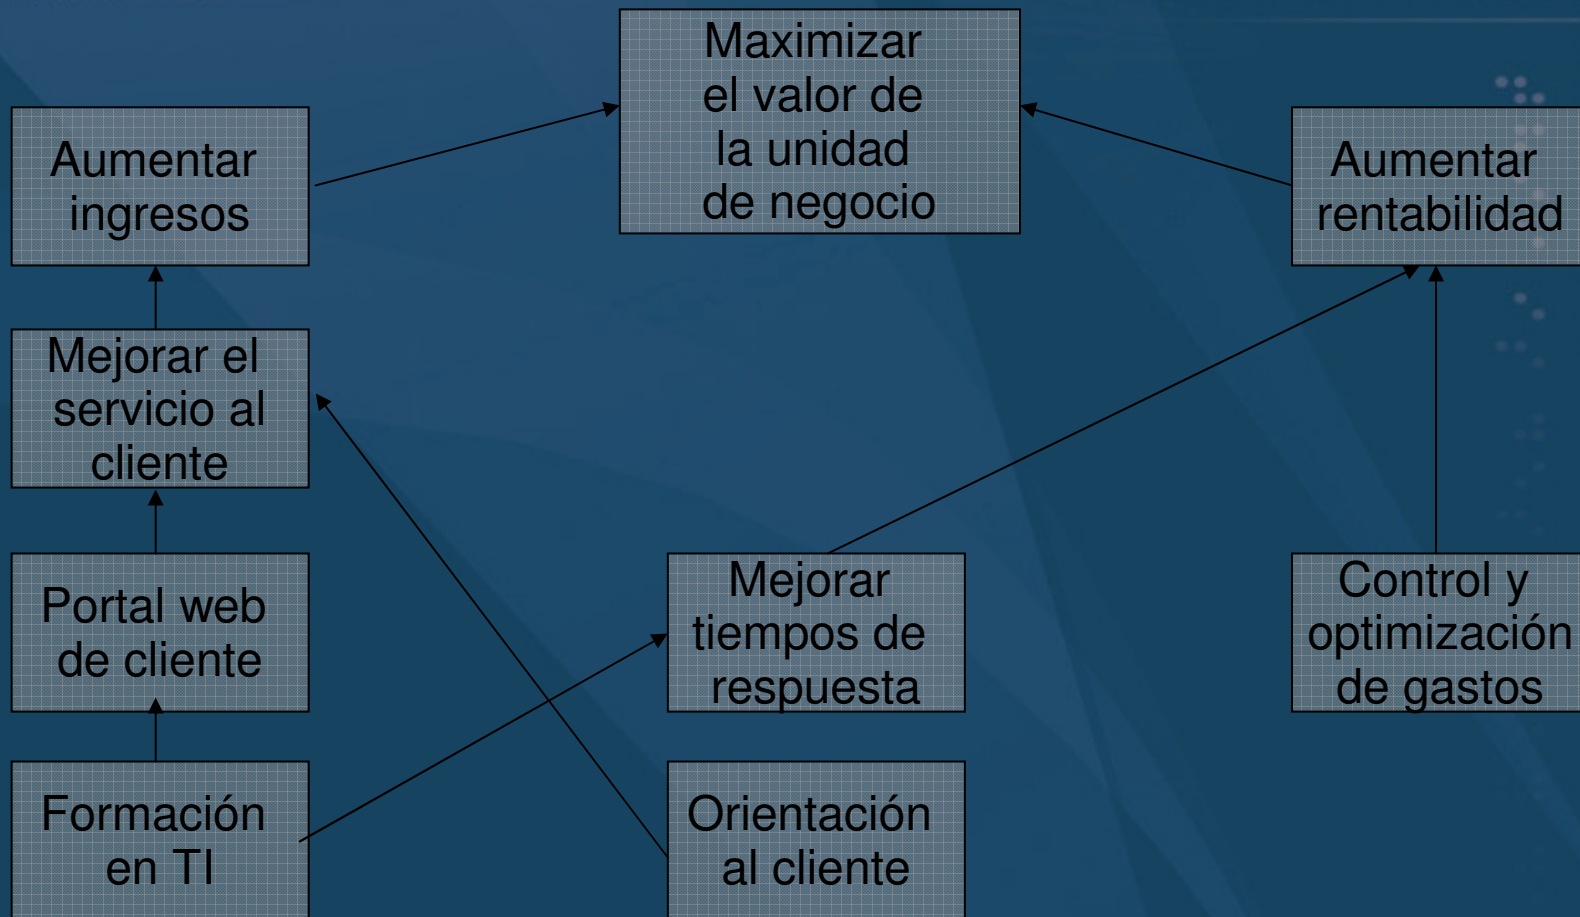 Maximizar
el valor de
la unidad
de negocio
Aumentar
ingresos
Aumentar
rentabilidad
Mejorar el
servicio al
cliente
Portal web
de cliente
Mejorar
tiempos de
respuesta
Control y
optimización
de gastos
Formación
en TI
Orientación
al cliente